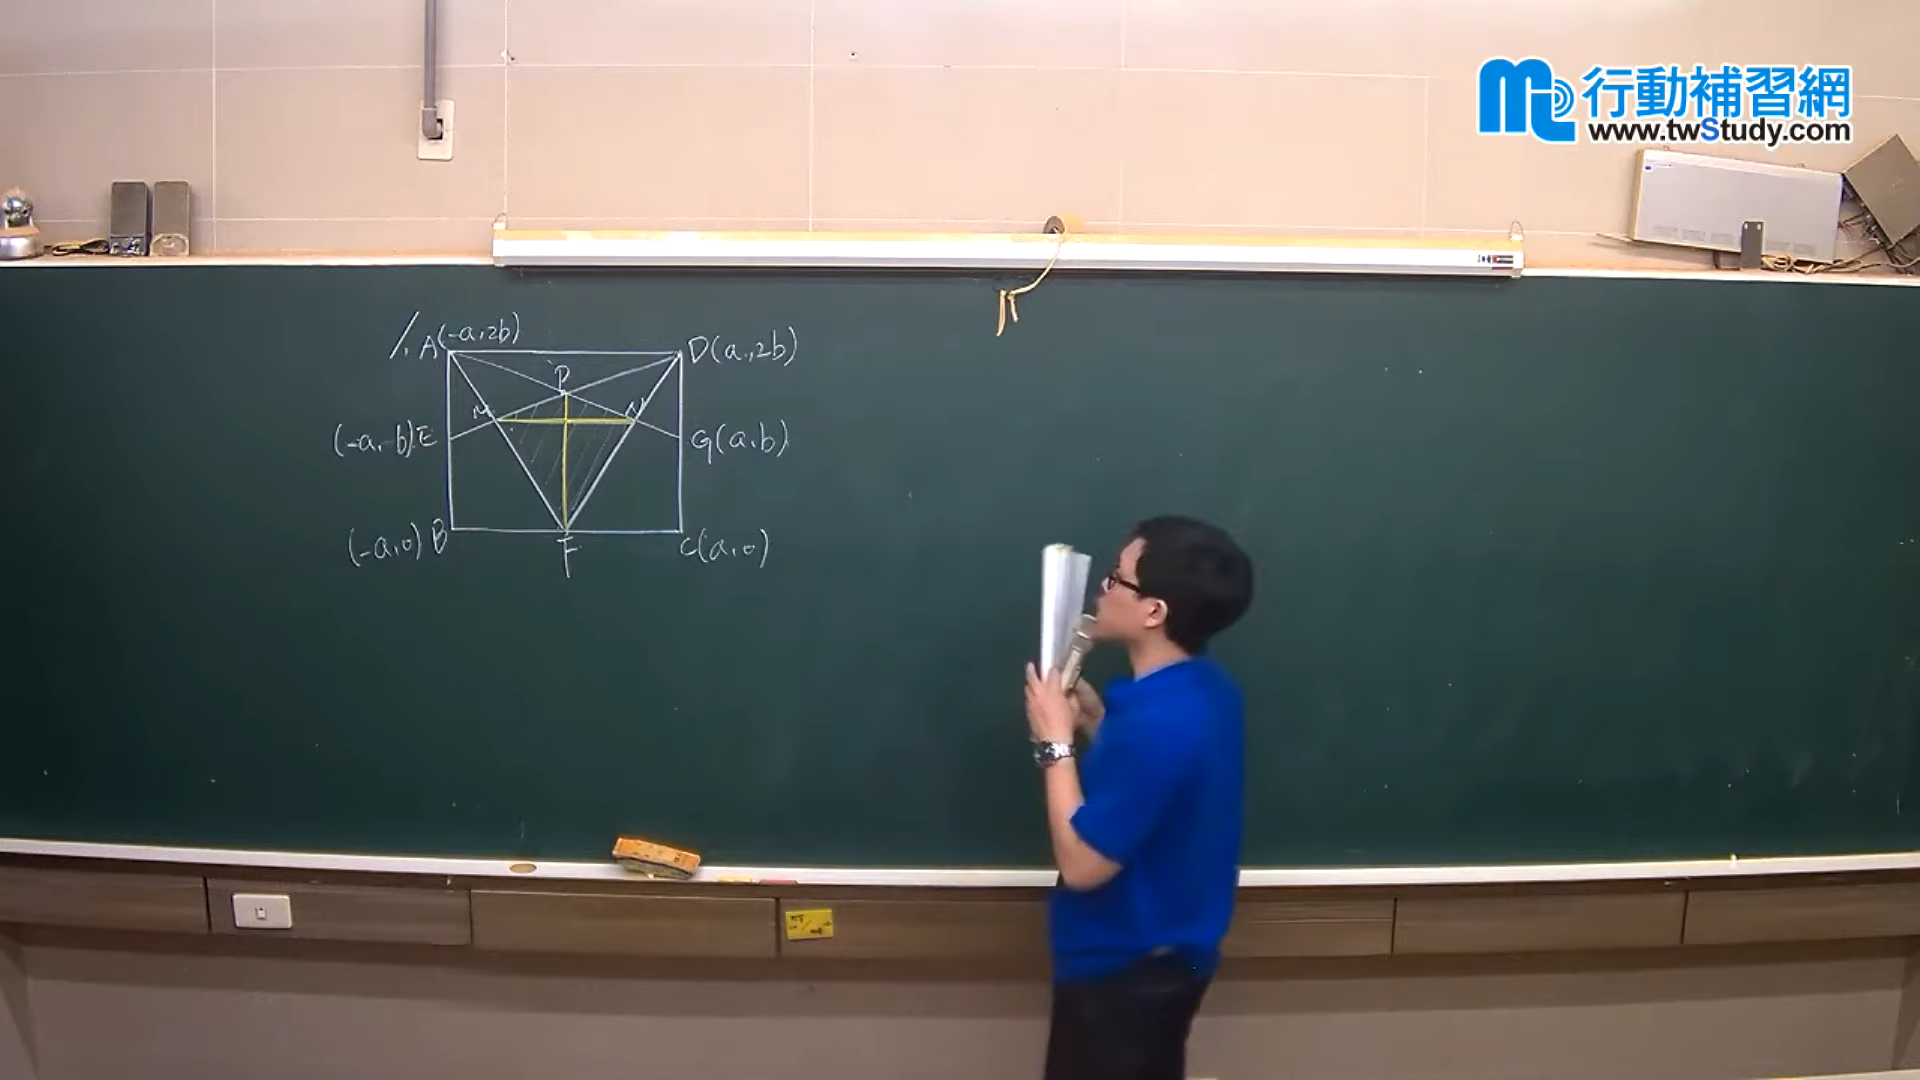 行動補習網
www.twStudy.com
1. A(-a,2b)
D(a,2b)
P
M
N
(-a,b)E
G(a,b)
(-a,0)B
F
C(a,0)